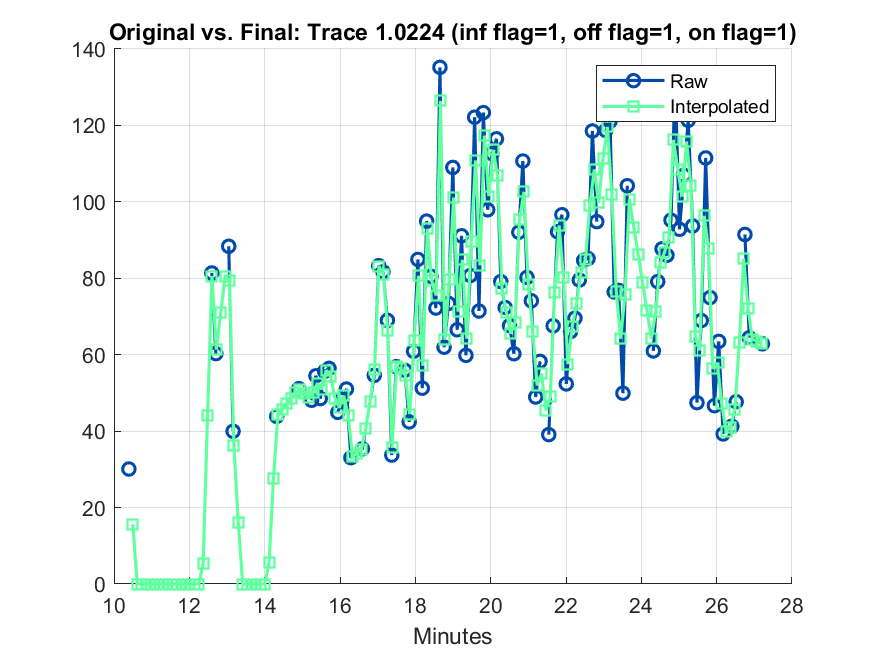 Original vs. Final: Trace 1.0224 (inf flag=1, off flag=1, on flag=1)
140
120
100
80
60
40
20
0
Raw
Interpolated
10 12 14 16 18 20 22 24 26 28
Minutes